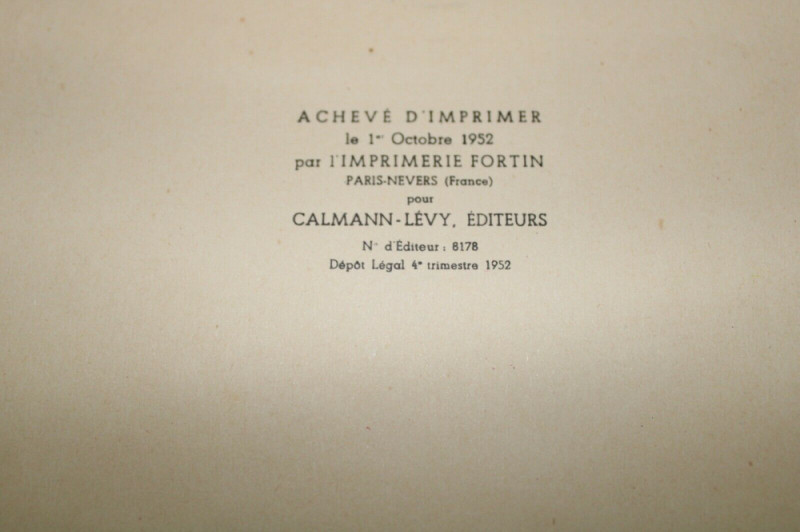 ACHEVÉ D'IMPRIMER
le 1er Octobre 1952
par l'IMPRIMERIE FORTIN
PARIS-NEVERS (France)
pour
CALMANN-LÉVY, ÉDITEURS
N° d'Éditeur : 8178
Dépôt Légal 4e trimestre 1952